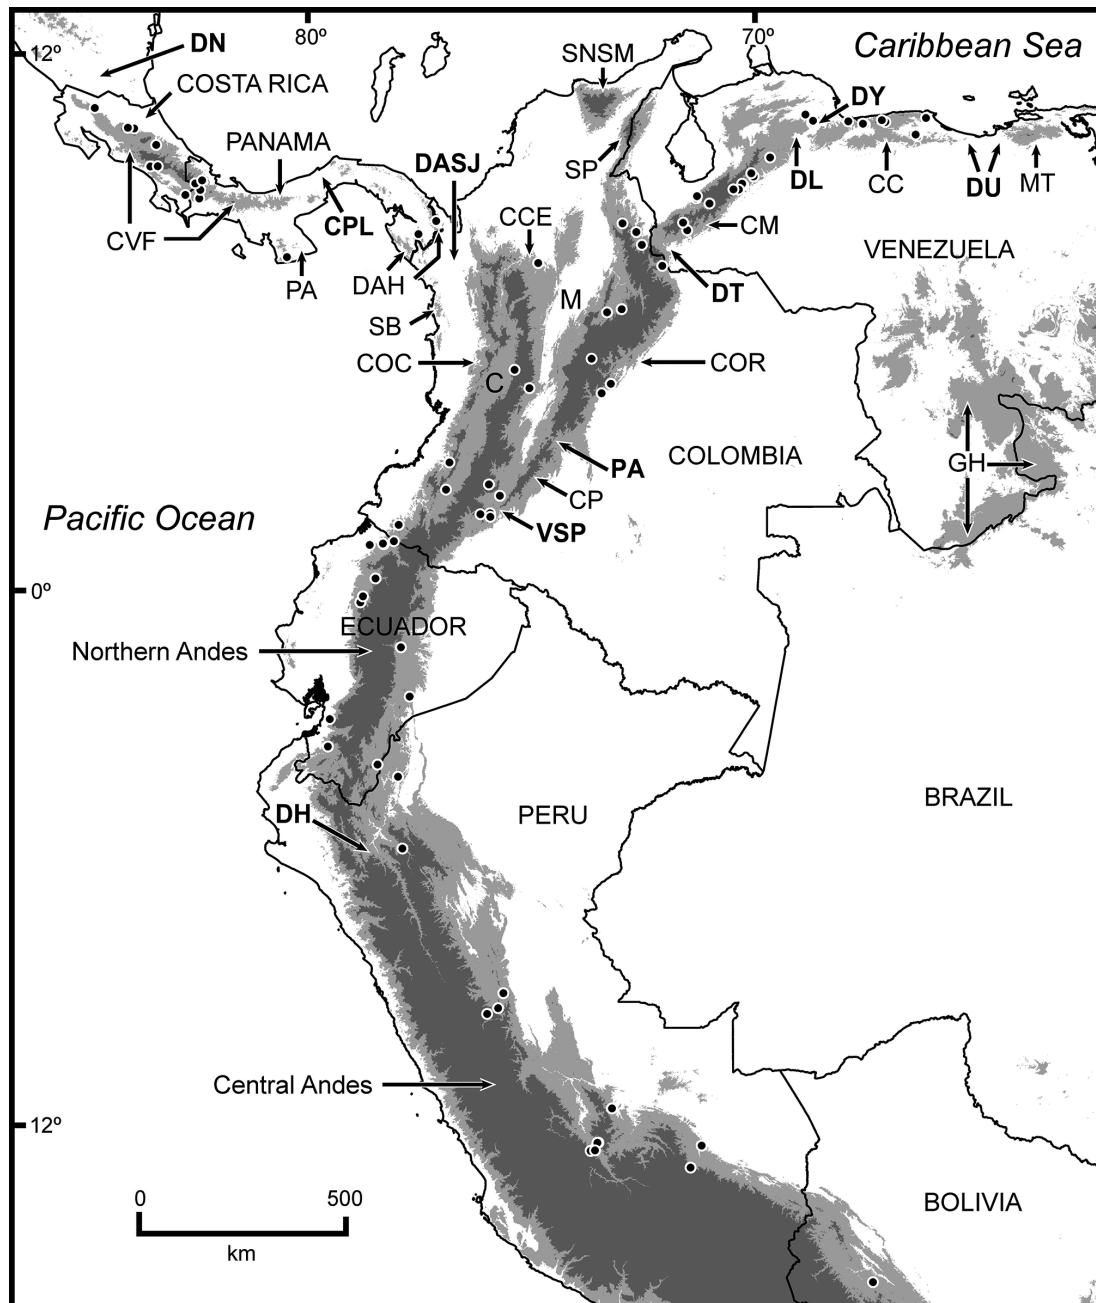 80º
70º
12º
DN
SNSM
Caribbean Sea
COSTA RICA
DY
PANAMA
DASJ
SP
DL
CC
DU
MT
CPL
CCE
CM
CVF
VENEZUELA
PA
DAH
M
DT
SB
COC
COR
C
COLOMBIA
PA
GH
CP
Pacific Ocean
VSP
0º
ECUADOR
Northern Andes
BRAZIL
DH
PERU
Central Andes
12º
0
500
BOLIVIA
km